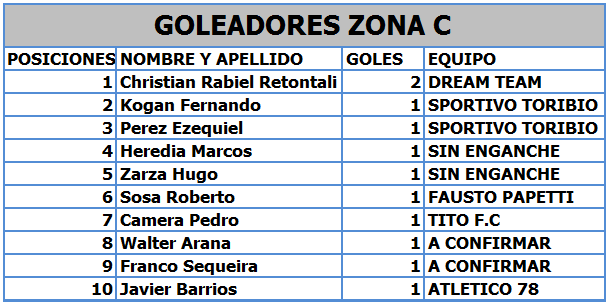 GOLEADORES ZONA C
POSICIONES NOMBRE Y APELLIDO GOLES EQUIPO
1 Christian Rabiel Retontali 2 DREAM TEAM
2 Kogan Fernando 1 SPORTIVO TORIBIO
3 Perez Ezequiel 1 SPORTIVO TORIBIO
4 Heredia Marcos 1 SIN ENGANCHE
5 Zarza Hugo 1 SIN ENGANCHE
6 Sosa Roberto 1 FAUSTO PAPETTI
7 Camera Pedro 1 TITO F.C
8 Walter Arana 1 A CONFIRMAR
9 Franco Sequeira 1 A CONFIRMAR
10 Javier Barrios 1 ATLETICO 78